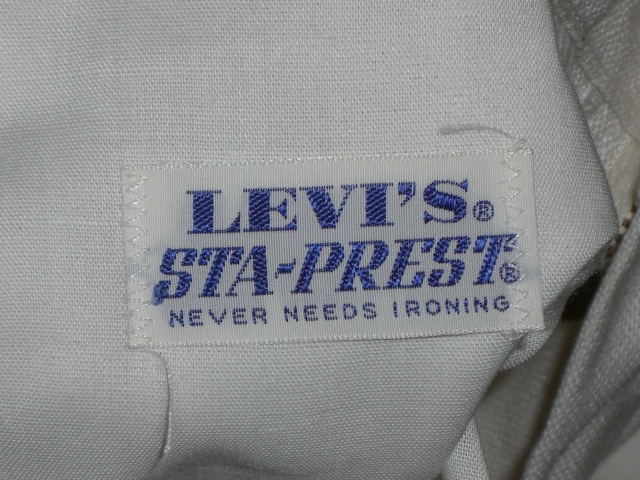 LEVI'S®
STA-PREST®
NEVER NEEDS IRONING